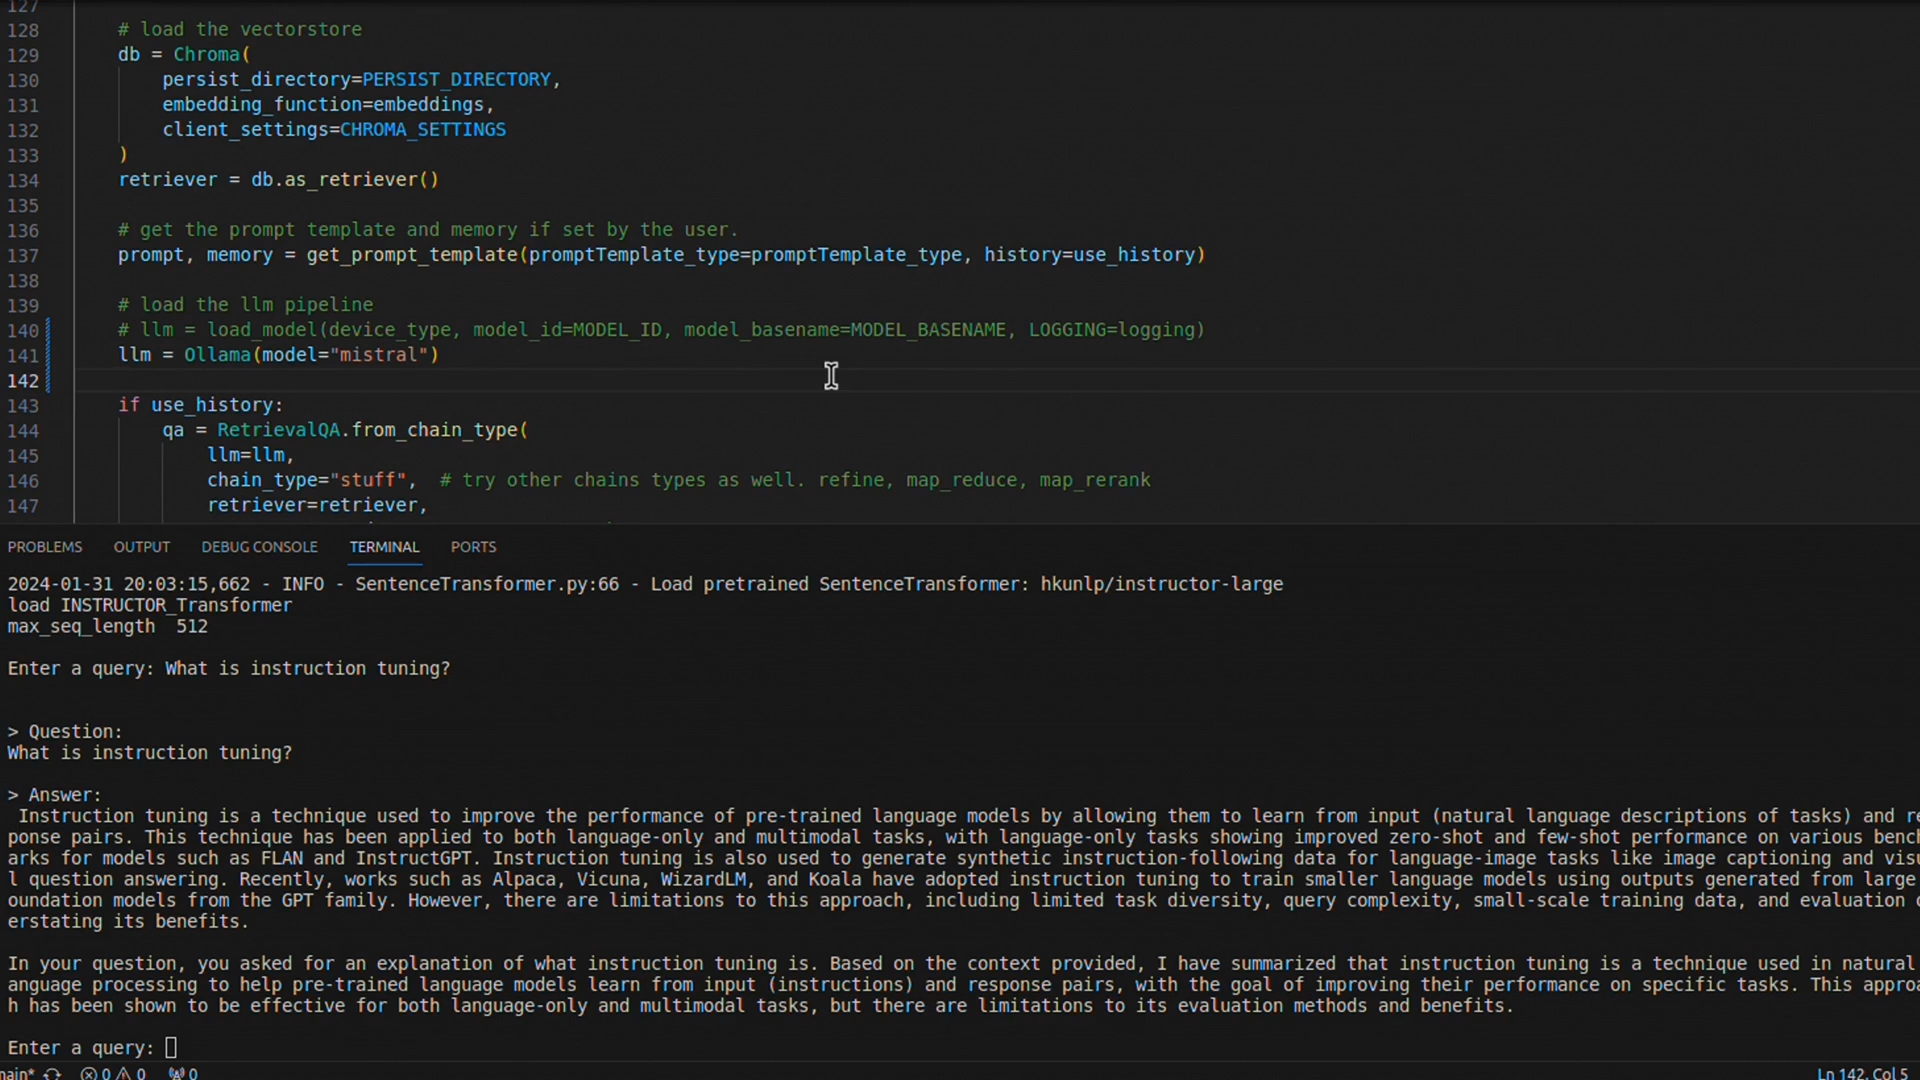 127
128 # load the vectorstore
129 db = Chroma(
130 persist_directory=PERSIST_DIRECTORY,
131 embedding_function=embeddings,
132 client_settings=CHROMA_SETTINGS
133 )
134 retriever = db.as_retriever()
135
136 # get the prompt template and memory if set by the user.
137 prompt, memory = get_prompt_template(promptTemplate_type=promptTemplate_type, history=use_history)
138
139 # load the llm pipeline
140 # llm = load_model(device_type, model_id=MODEL_ID, model_basename=MODEL_BASENAME, LOGGING=logging)
141 llm = Ollama(model="mistral")
142
143 if use_history:
144 qa = RetrievalQA.from_chain_type(
145 llm=llm,
146 chain_type="stuff", # try other chains types as well. refine, map_reduce, map_rerank
147 retriever=retriever,
PROBLEMS OUTPUT DEBUG CONSOLE TERMINAL PORTS
2024-01-31 20:03:15,662 - INFO - SentenceTransformer.py:66 - Load pretrained SentenceTransformer: hkunlp/instructor-large
load INSTRUCTOR_Transformer
max_seq_length 512
Enter a query: What is instruction tuning?
> Question:
What is instruction tuning?
> Answer:
Instruction tuning is a technique used to improve the performance of pre-trained language models by allowing them to learn from input (natural language descriptions of tasks) and re
ponse pairs. This technique has been applied to both language-only and multimodal tasks, with language-only tasks showing improved zero-shot and few-shot performance on various bench
arks for models such as FLAN and InstructGPT. Instruction tuning is also used to generate synthetic instruction-following data for language-image tasks like image captioning and visu
l question answering. Recently, works such as Alpaca, Vicuna, WizardLM, and Koala have adopted instruction tuning to train smaller language models using outputs generated from large
oundation models from the GPT family. However, there are limitations to this approach, including limited task diversity, query complexity, small-scale training data, and evaluation o
erstating its benefits.
In your question, you asked for an explanation of what instruction tuning is. Based on the context provided, I have summarized that instruction tuning is a technique used in natural
anguage processing to help pre-trained language models learn from input (instructions) and response pairs, with the goal of improving their performance on specific tasks. This approa
h has been shown to be effective for both language-only and multimodal tasks, but there are limitations to its evaluation methods and benefits.
Enter a query:
main* 0 0 0 Ln 142, Col 5